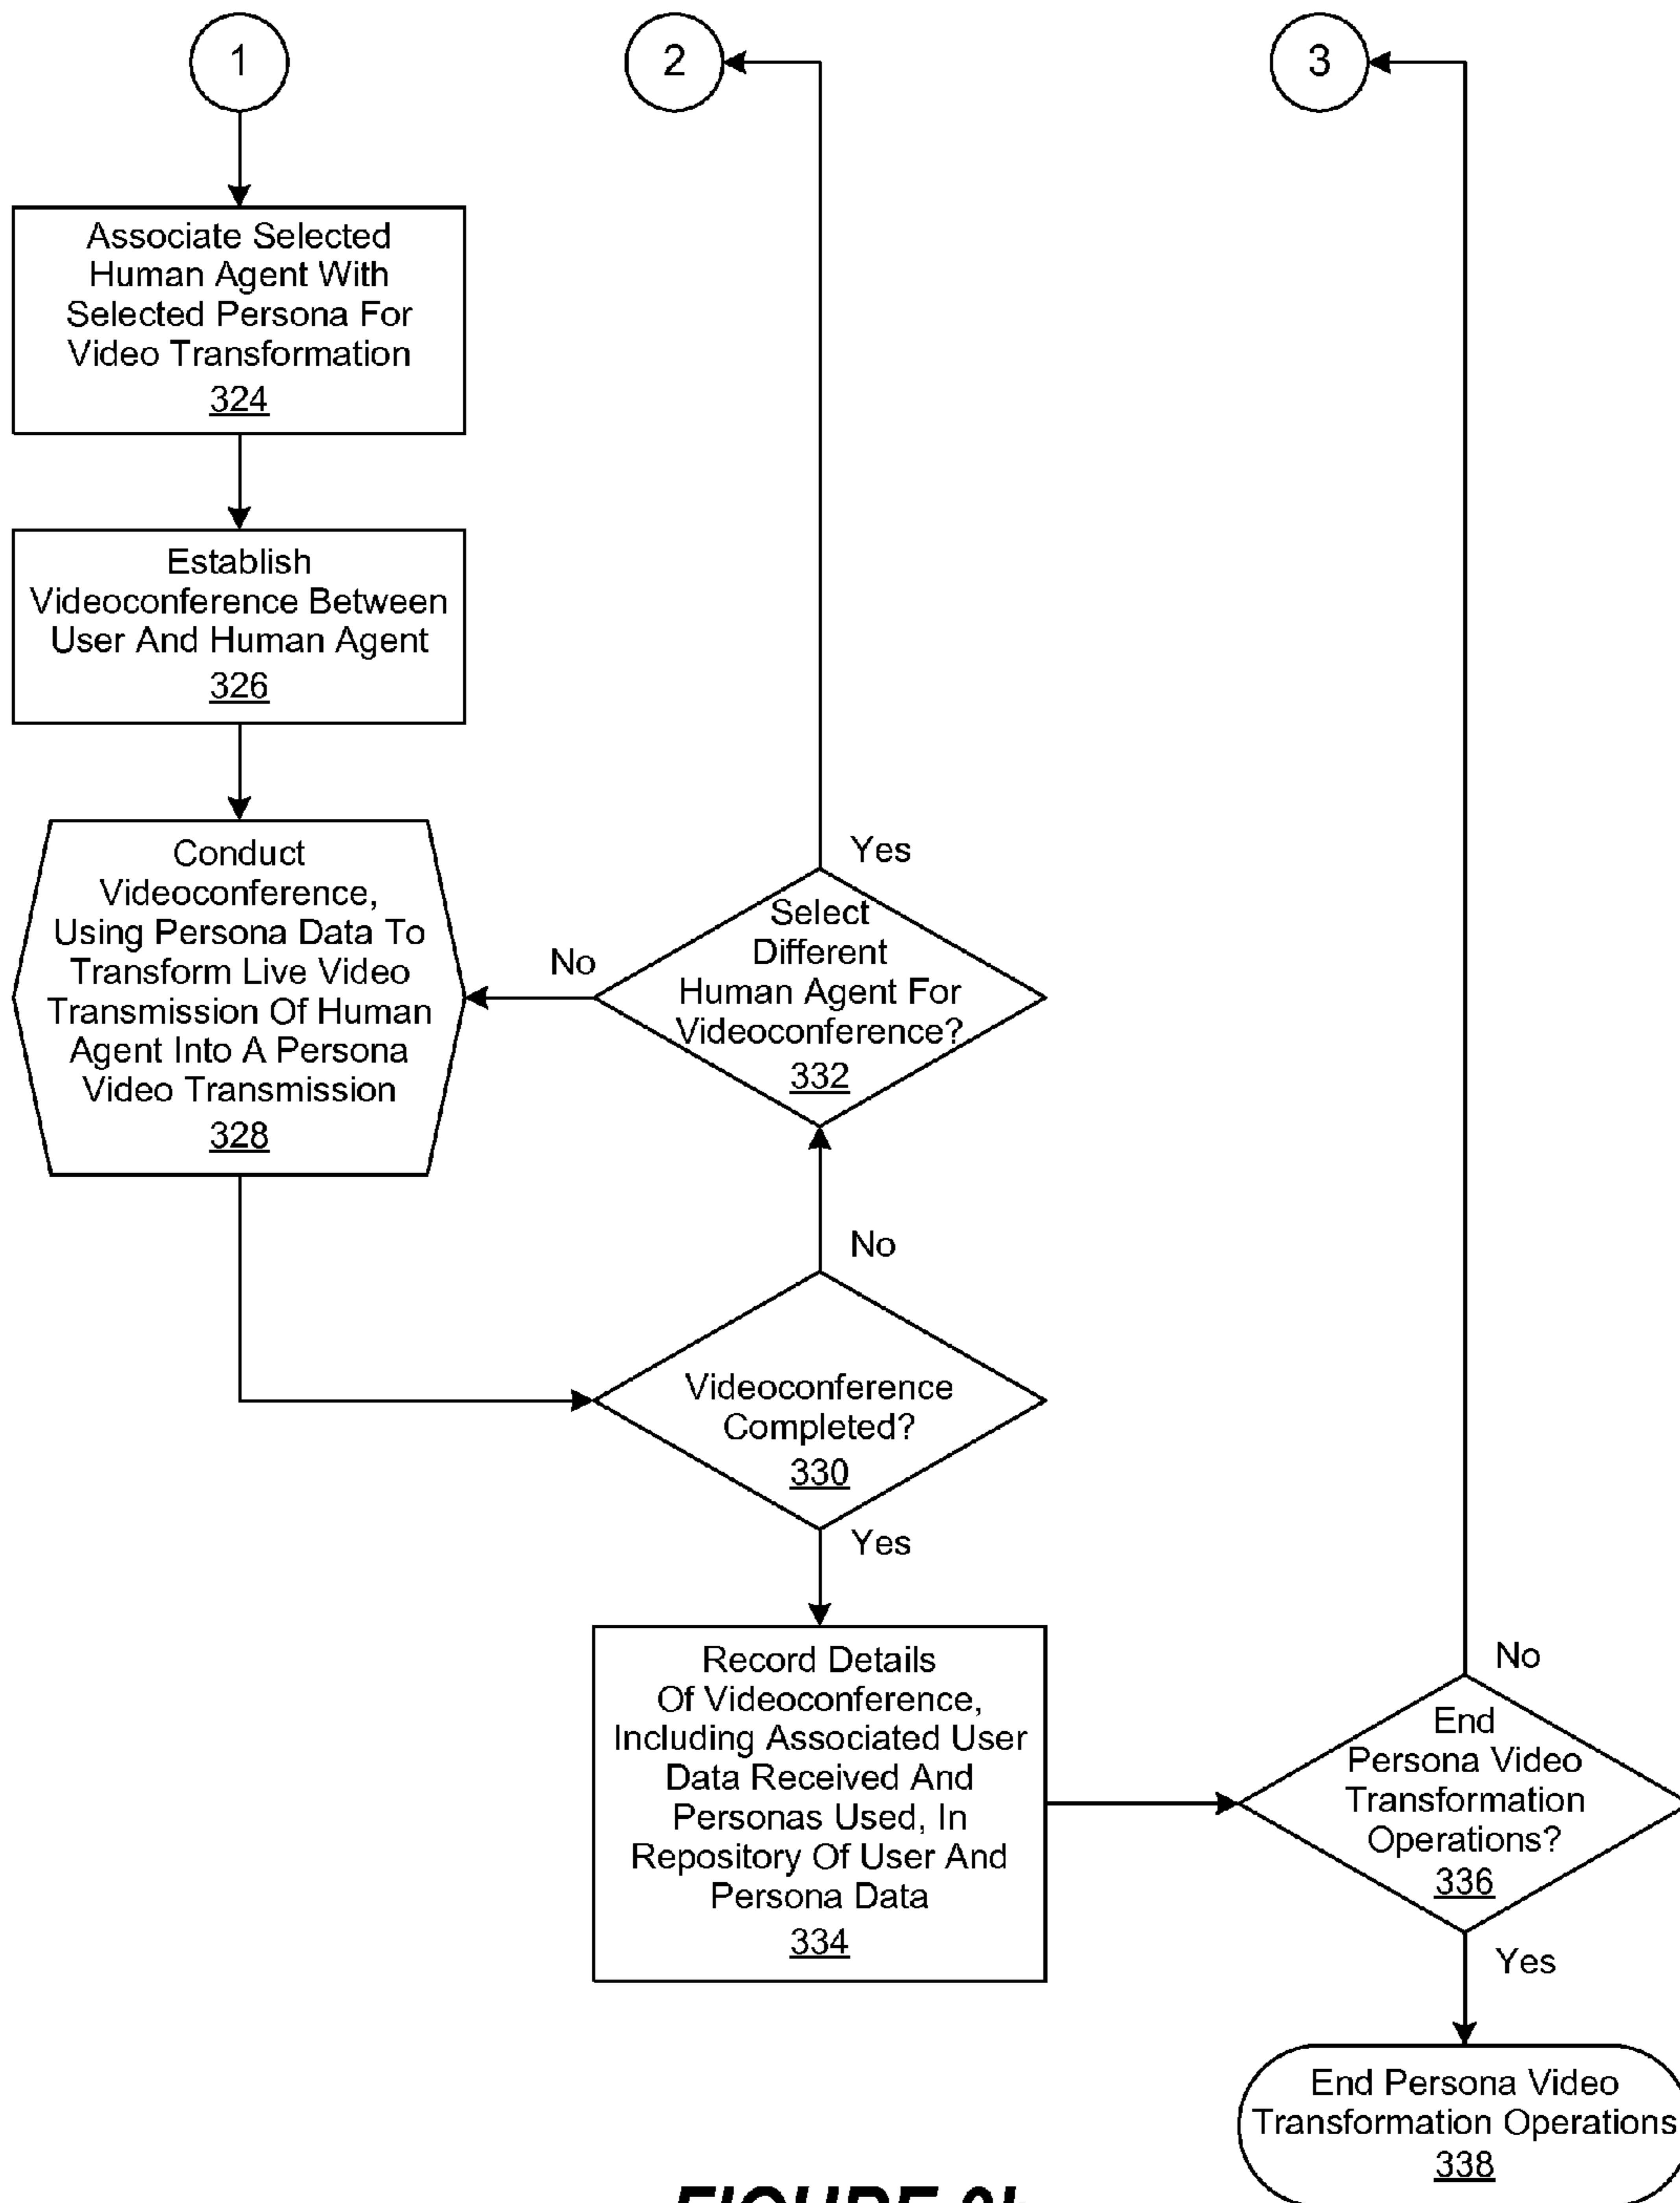 1
2
3
Associate Selected
Human Agent With
Selected Persona For
Video Transformation
324
Establish
Videoconference Between
User And Human Agent
326
Conduct
Videoconference,
Using Persona Data To
Transform Live Video
Transmission Of Human
Agent Into A Persona
Video Transmission
328
Yes
Select
Different
Human Agent For
Videoconference?
332
No
No
Videoconference
Completed?
330
Yes
Record Details
Of Videoconference,
Including Associated User
Data Received And
Personas Used, In
Repository Of User And
Persona Data
334
No
End
Persona Video
Transformation
Operations?
336
Yes
End Persona Video
Transformation Operations
338
FIGURE